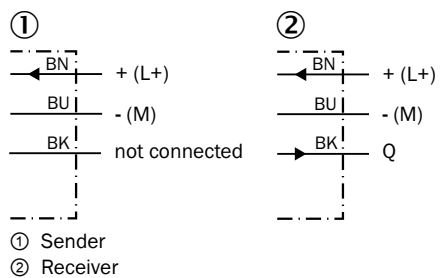 ① ②
BN + (L+) BN + (L+)
BU - (M) BU - (M)
BK not connected BK Q
① Sender
② Receiver